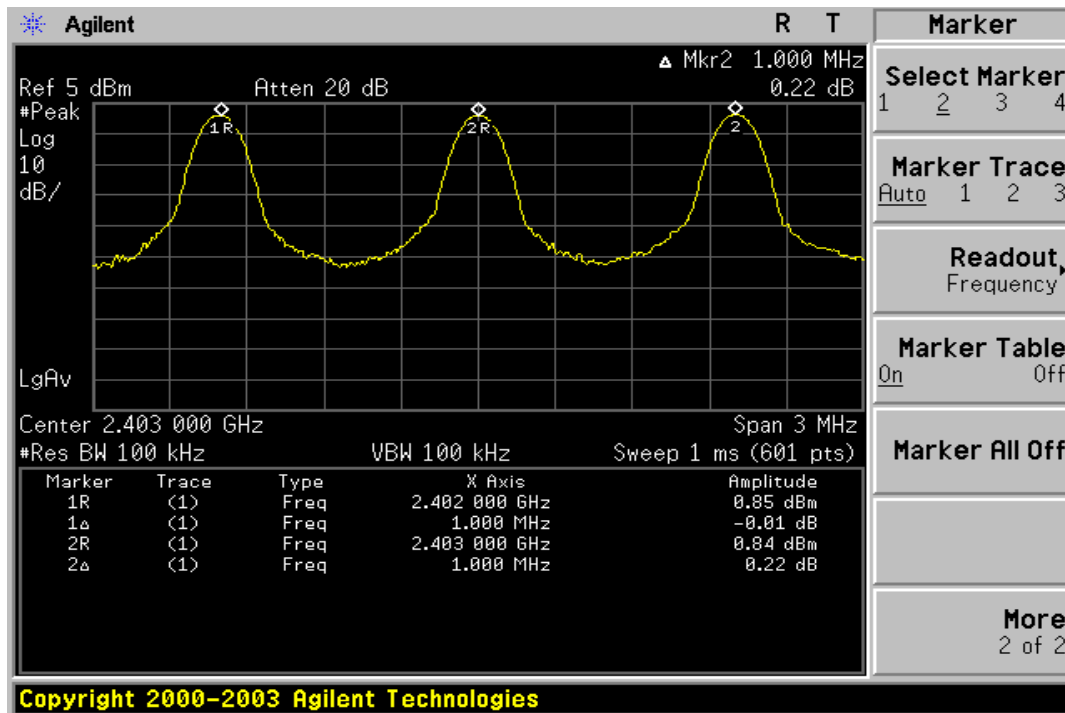 Agilent
R T
Δ Mkr2 1.000 MHz
Ref 5 dBm Atten 20 dB 0.22 dB
#Peak
Log
10
dB/
1R
2R
2
LgAv
Center 2.403 000 GHz Span 3 MHz
#Res BW 100 kHz VBW 100 kHz Sweep 1 ms (601 pts)
Marker Trace Type X Axis Amplitude
1R (1) Freq 2.402 000 GHz 0.85 dBm
1Δ (1) Freq 1.000 MHz -0.01 dB
2R (1) Freq 2.403 000 GHz 0.84 dBm
2Δ (1) Freq 1.000 MHz 0.22 dB
Copyright 2000-2003 Agilent Technologies
Marker
Select Marker
1 2 3 4
Marker Trace
Auto 1 2 3
Readout
Frequency
Marker Table
On Off
Marker All Off
More
2 of 2